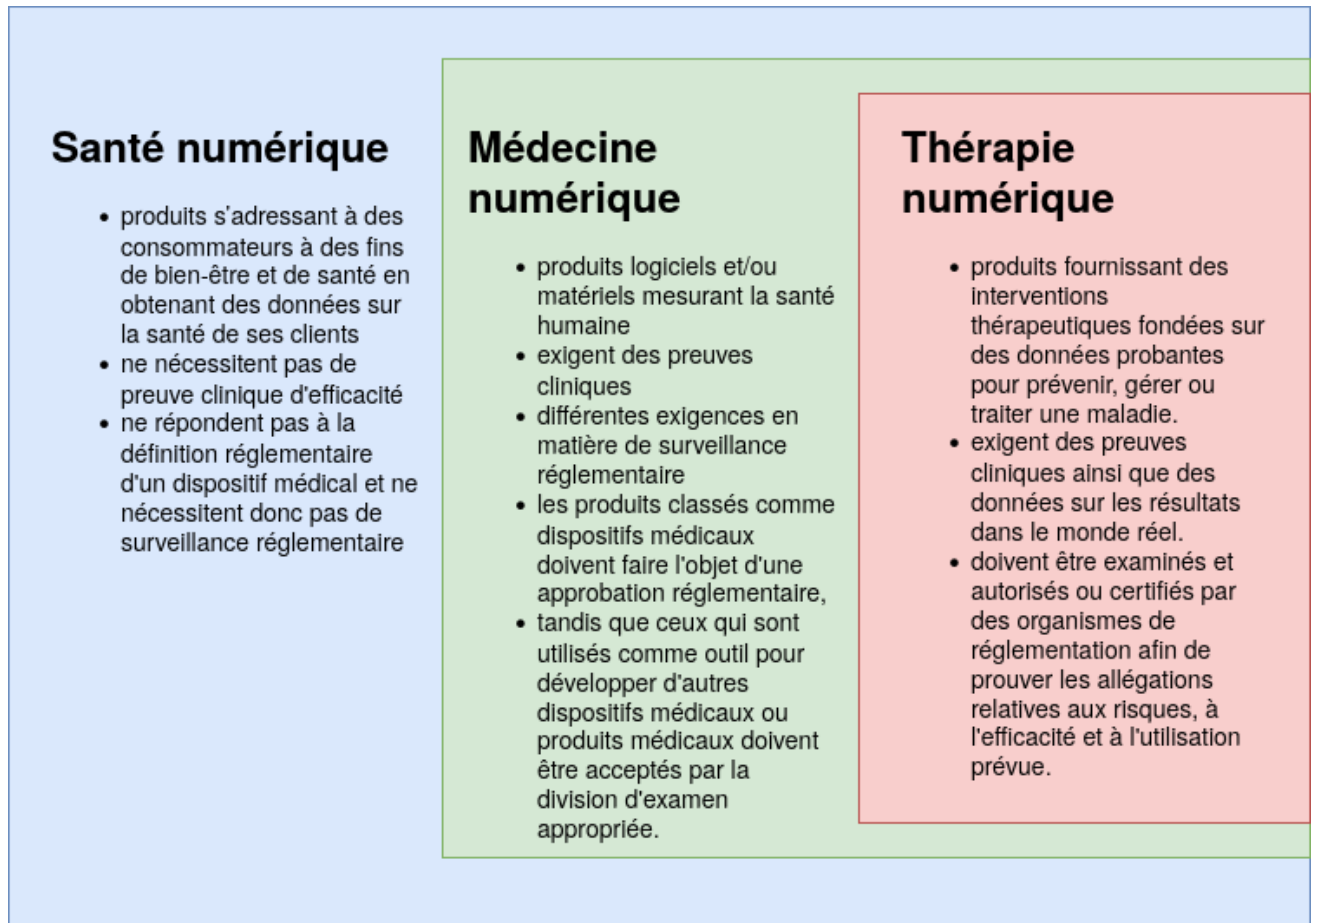 Santé numérique
• produits s'adressant à des
consommateurs à des fins
de bien-être et de santé en
obtenant des données sur
la santé de ses clients
• ne nécessitent pas de
preuve clinique d'efficacité
• ne répondent pas à la
définition réglementaire
d'un dispositif médical et ne
nécessitent donc pas de
surveillance réglementaire
Médecine
numérique
• produits logiciels et/ou
matériels mesurant la santé
humaine
• exigent des preuves
cliniques
• différentes exigences en
matière de surveillance
réglementaire
• les produits classés comme
dispositifs médicaux
doivent faire l'objet d'une
approbation réglementaire,
• tandis que ceux qui sont
utilisés comme outil pour
développer d'autres
dispositifs médicaux ou
produits médicaux doivent
être acceptés par la
division d'examen
appropriée.
Thérapie
numérique
• produits fournissant des
interventions
thérapeutiques fondées sur
des données probantes
pour prévenir, gérer ou
traiter une maladie.
• exigent des preuves
cliniques ainsi que des
données sur les résultats
dans le monde réel.
• doivent être examinés et
autorisés ou certifiés par
des organismes de
réglementation afin de
prouver les allégations
relatives aux risques, à
l'efficacité et à l'utilisation
prévue.